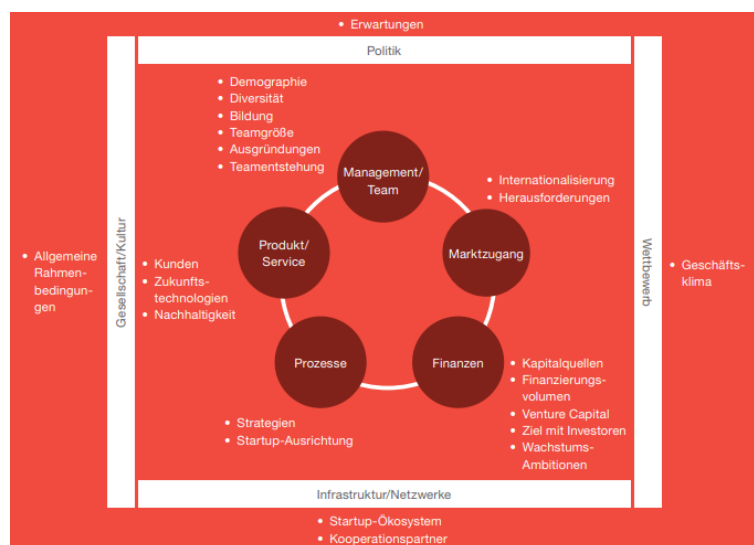 • Erwartungen
Politik
• Demographie
• Diversität
• Bildung
• Teamgröße
• Ausgründungen
• Teamentstehung
Management/
Team
• Internationalisierung
• Herausforderungen
Produkt/
Service
Marktzugang
• Allgemeine
Rahmen-
bedingun-
gen
Gesellschaft/Kultur
• Kunden
• Zukunfts-
technologien
• Nachhaltigkeit
Wettbewerb
• Geschäfts-
klima
Prozesse
Finanzen
• Kapitalquellen
• Finanzierungs-
volumen
• Venture Capital
• Ziel mit Investoren
• Wachstums-
Ambitionen
• Strategien
• Startup-Ausrichtung
Infrastruktur/Netzwerke
• Startup-Ökosystem
• Kooperationspartner